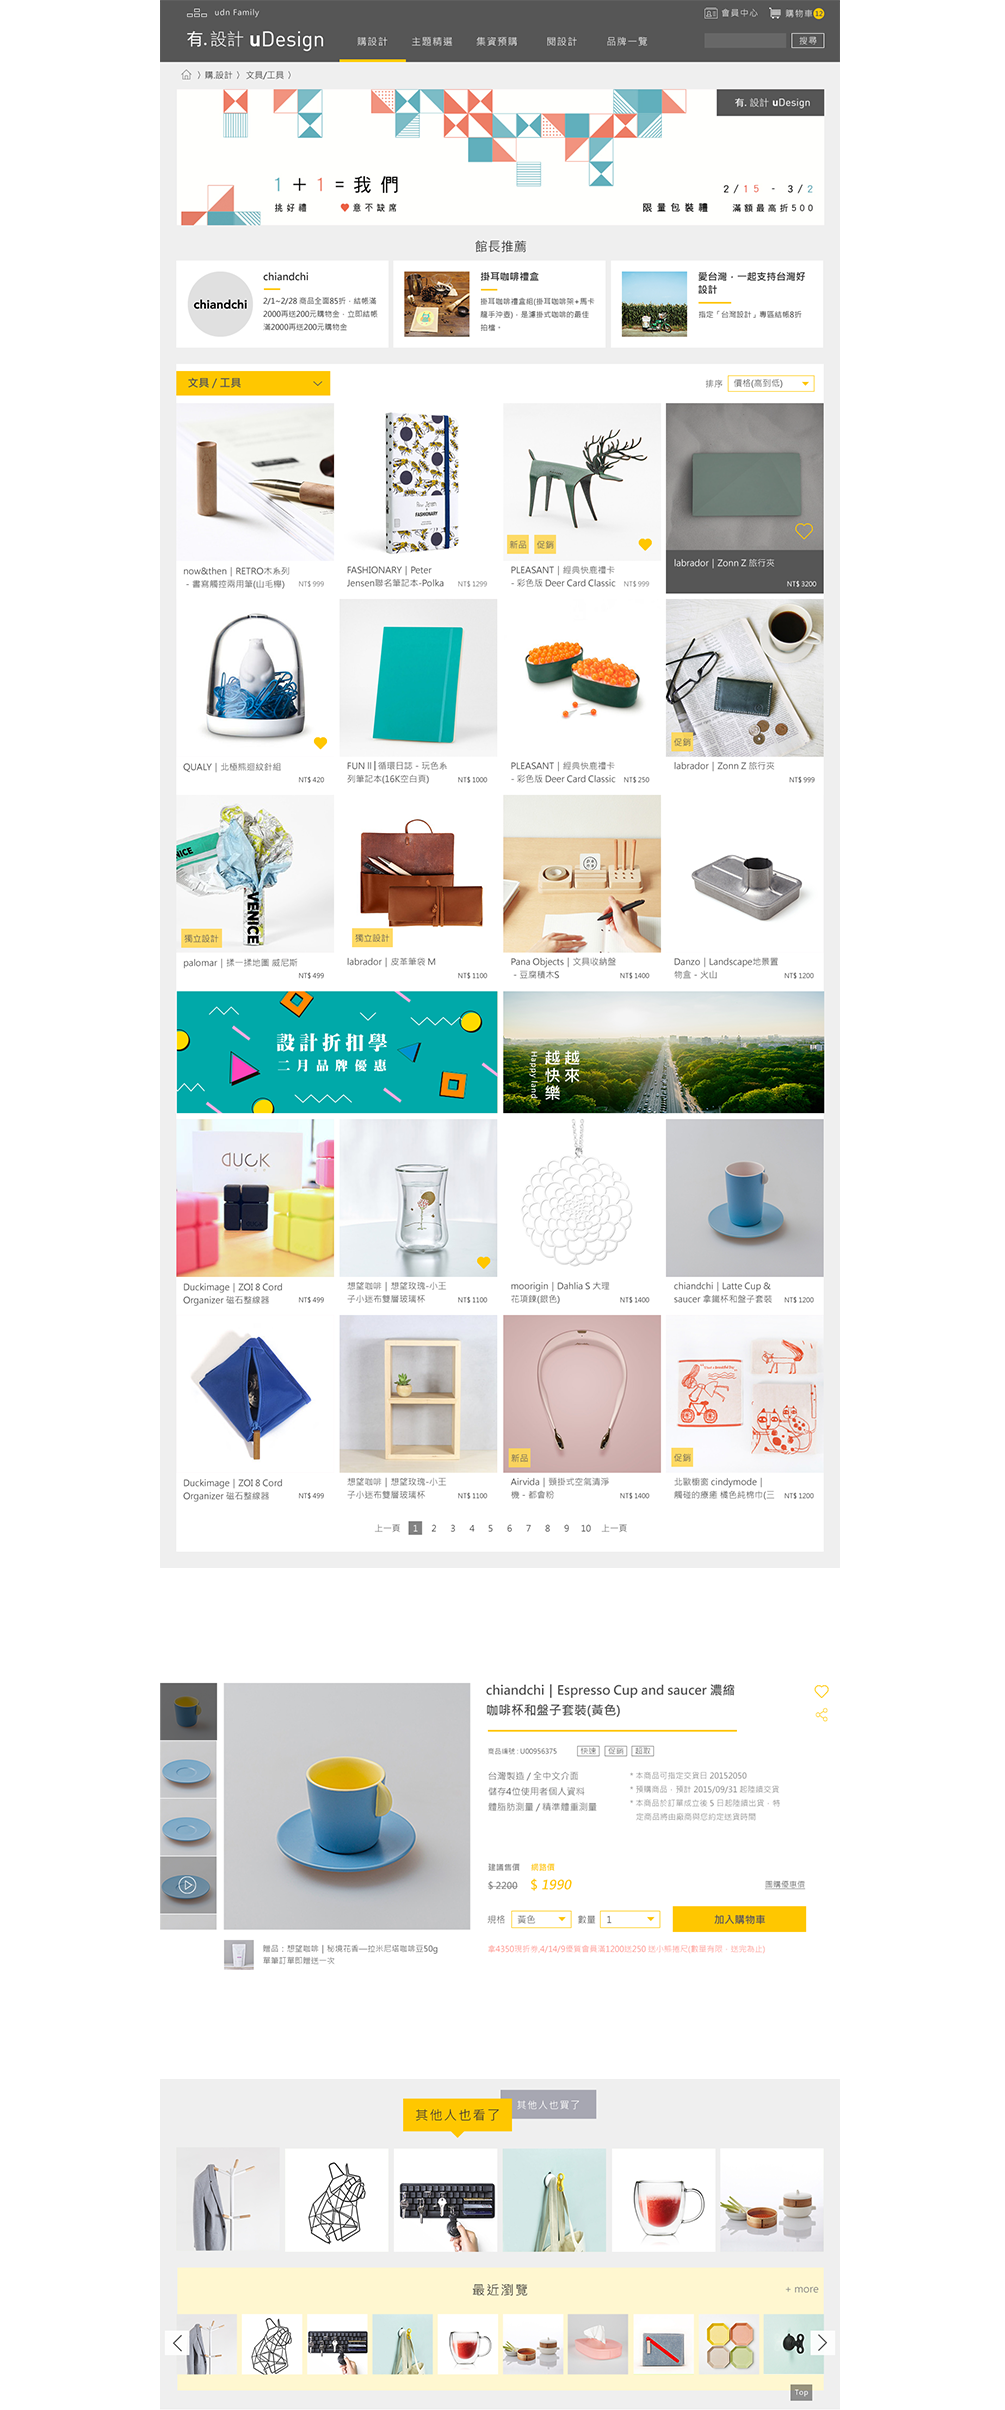 udn Family
會員中心
購物車 12
有.設計 uDesign
購設計 主題精選 集資預購 閱設計 品牌一覽
搜尋
〉購.設計 〉 文具/工具 〉
有.設計 uDesign
1 + 1 = 我們
挑好禮 意不缺席
2/15 - 3/2
限量包裝禮 滿額最高折500
館長推薦
chiandchi
chiandchi
2/1~2/28 商品全面85折，結帳滿
2000再送200元購物金，立即結帳
滿2000再送200元購物金
掛耳咖啡禮盒
掛耳咖啡禮盒組(掛耳咖啡架+馬卡
龍手沖壺)，是濾掛式咖啡的最佳
拍檔。
愛台灣，一起支持台灣好
設計
指定「台灣設計」專區結帳8折
文具 / 工具
排序 價格(高到低)
新品 促銷
now&then | RETRO木系列
- 書寫觸控兩用筆(山毛櫸) NT$ 999
FASHIONARY | Peter
Jensen聯名筆記本-Polka NT$ 1299
PLEASANT | 經典快鹿禮卡
- 彩色版 Deer Card Classic NT$ 999
labrador | Zonn Z 旅行夾
NT$ 3200
促銷
QUALY | 北極熊迴紋針組
NT$ 420
FUN II | 循環日誌 - 玩色系
列筆記本(16K空白頁) NT$ 1000
PLEASANT | 經典快鹿禮卡
- 彩色版 Deer Card Classic NT$ 250
labrador | Zonn Z 旅行夾
NT$ 999
VENICE
獨立設計
獨立設計
palomar | 揉一揉地圖 威尼斯
NT$ 499
labrador | 皮革筆袋 M
NT$ 1100
Pana Objects | 文具收納盤
- 豆腐積木S NT$ 1400
Danzo | Landscape地景置
物盒 - 火山 NT$ 1200
設計折扣學
二月品牌優惠
越來
越快樂
Happy land
DUCK
Duckimage | ZOI 8 Cord
Organizer 磁石整線器 NT$ 499
想望咖啡 | 想望玫瑰-小王
子小迷布雙層玻璃杯 NT$ 1100
moorigin | Dahlia S 大理
花項鍊(銀色) NT$ 1400
chiandchi | Latte Cup &
saucer 拿鐵杯和盤子套裝 NT$ 1200
新品
促銷
Duckimage | ZOI 8 Cord
Organizer 磁石整線器 NT$ 499
想望咖啡 | 想望玫瑰-小王
子小迷布雙層玻璃杯 NT$ 1100
Airvida | 頸掛式空氣清淨
機 - 都會粉 NT$ 1400
北歐櫥窗 cindymode |
觸碰的療癒 橘色純棉巾(三 NT$ 1200
上一頁 1 2 3 4 5 6 7 8 9 10 上一頁
chiandchi | Espresso Cup and saucer 濃縮
咖啡杯和盤子套裝(黃色)
商品編號 : U00956375 快速 促銷 超取
台灣製造 / 全中文介面
儲存4位使用者個人資料
體脂肪測量 / 精準體重測量
* 本商品可指定交貨日 20152050
* 預購商品，預計 2015/09/31 起陸續交貨
* 本商品於訂單成立後 5 日起陸續出貨，特
定商品將由廠商與您約定送貨時間
建議售價 網路價
$ 2200 $ 1990
團購優惠價
規格 黃色 數量 1 加入購物車
贈品：想望咖啡 | 秘境花香—拉米尼塔咖啡豆50g
單筆訂單即贈送一次
拿4350現折券,4/14/9優質會員滿1200送250 送小熊捲尺(數量有限，送完為止)
其他人也看了
其他人也買了
最近瀏覽
+ more
Top